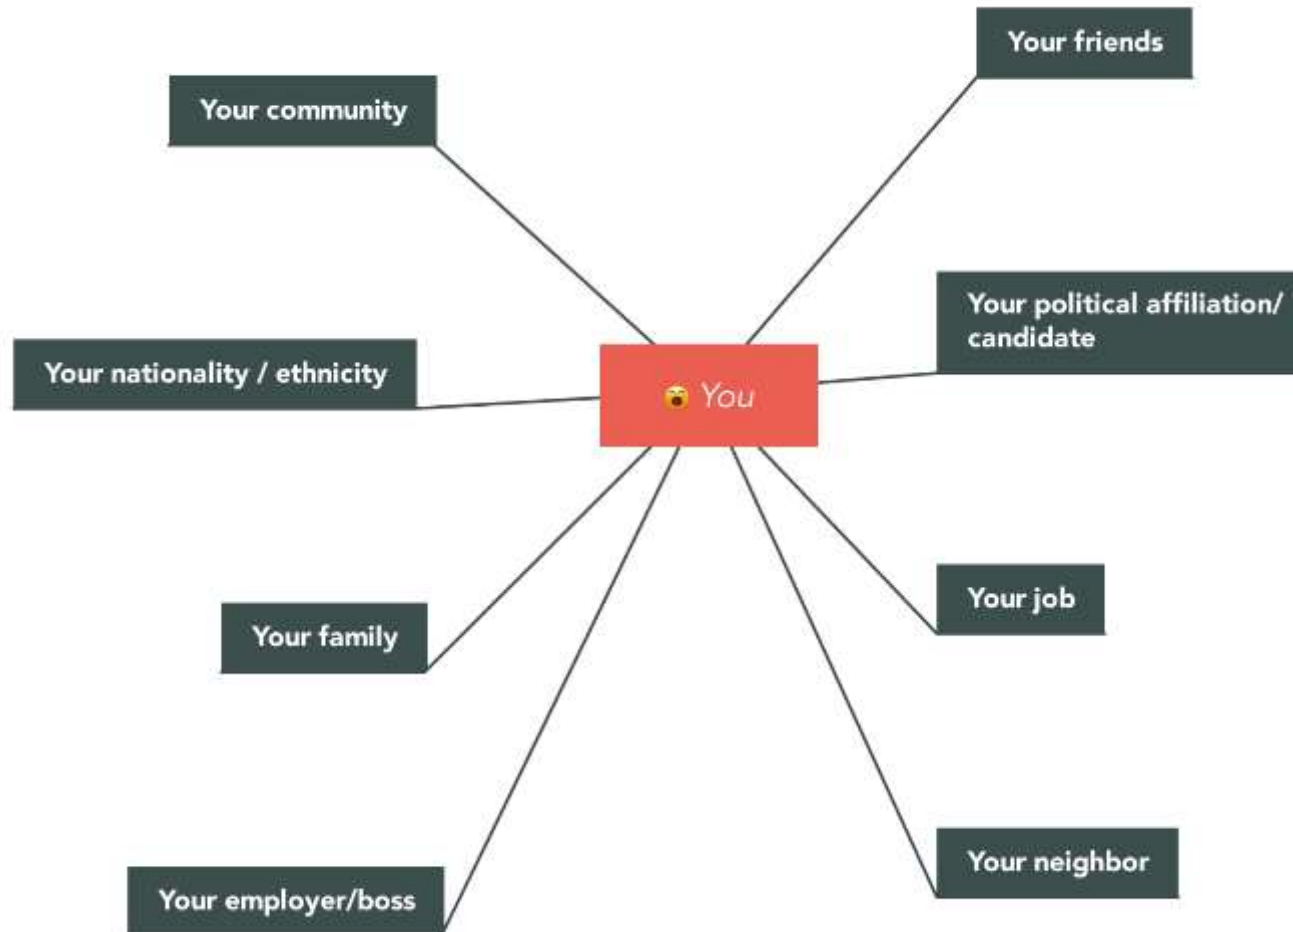 Your friends
Your community
Your political affiliation/
candidate
Your nationality / ethnicity
😫 You
Your job
Your family
Your neighbor
Your employer/boss